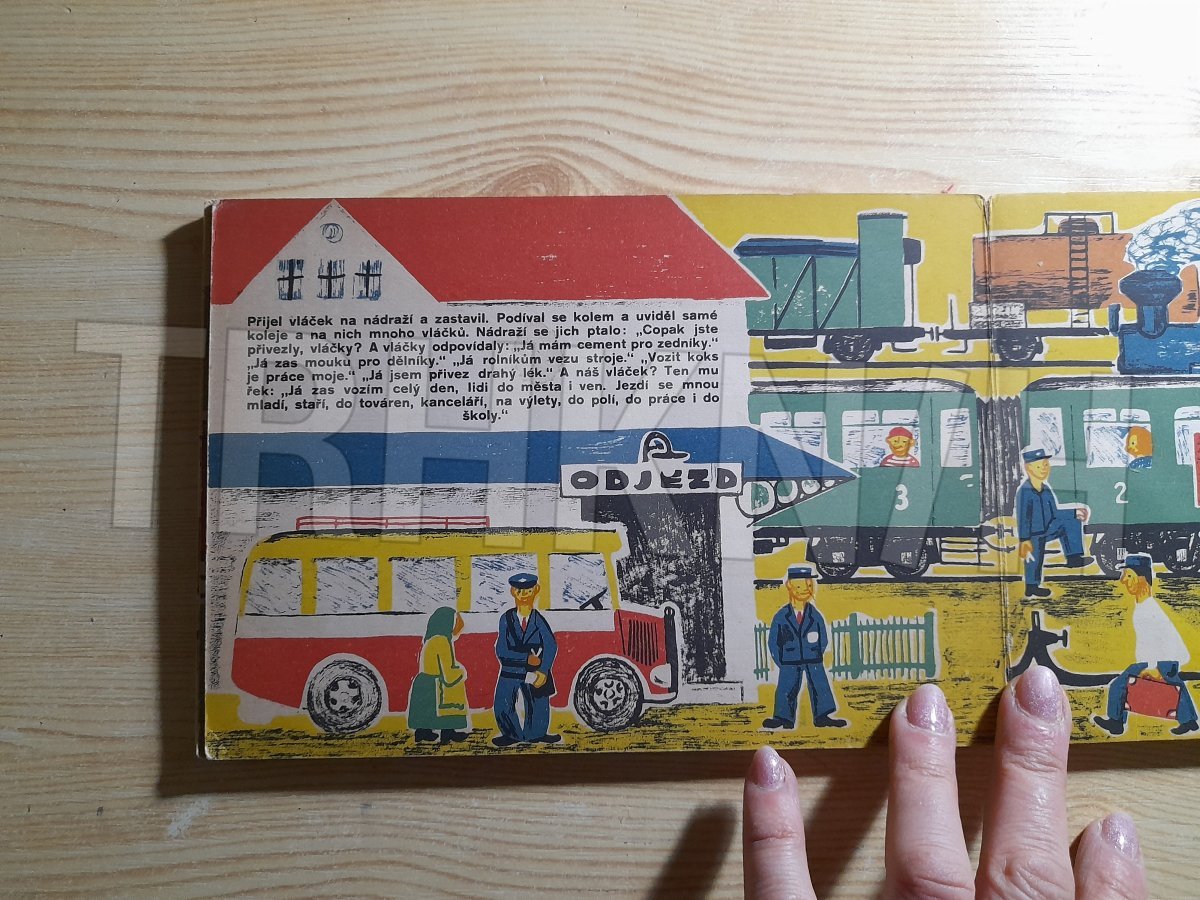 Přijel vláček na nádraží a zastavil. Podíval se kolem a uviděl samé
koleje a na nich mnoho vláčků. Nádraží se jich ptalo: „Copak jste
přivezly, vláčky? A vláčky odpovídaly: „Já mám cement pro zedníky.“
„Já zas mouku pro dělníky.“ „Já rolníkům vezu stroje.“ „Vozit koks
je práce moje.“ „Já jsem přivez drahý lék.“ A náš vláček? Ten mu
řek: „Já zas vozím celý den, lidi do města i ven. Jezdí se mnou
mladí, staří, do továren, kanceláří, na výlety, do polí, do práce i do
školy.“
ODJEZD
3
2